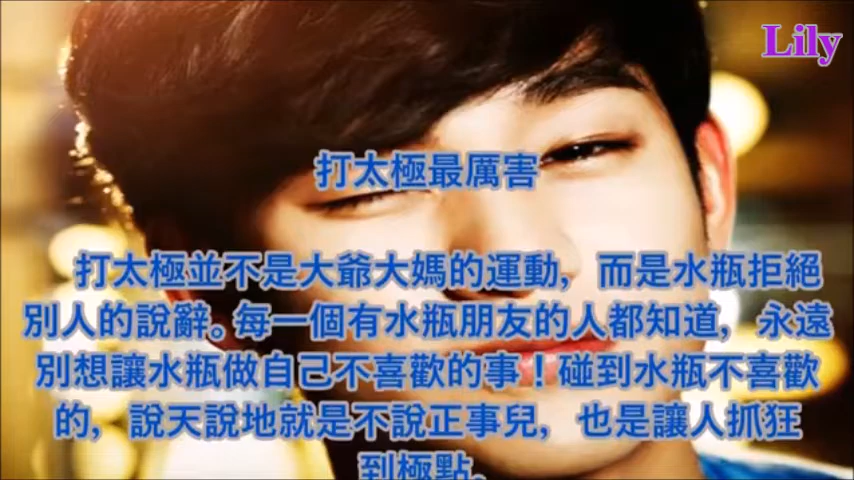 Lily
打太極最厲害
打太極並不是大爺大媽的運動，而是水瓶拒絕
別人的說辭。每一個有水瓶朋友的人都知道，永遠
別想讓水瓶做自己不喜歡的事！碰到水瓶不喜歡
的，說天說地就是不說正事兒，也是讓人抓狂
到極點。